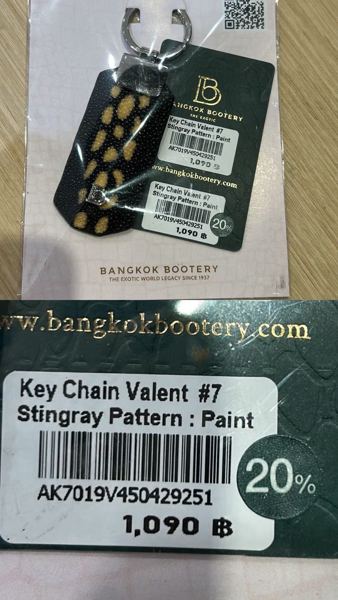 B
BANGKOK BOOTERY
THE EXOTIC
Key Chain Valent #7
Stingray Pattern : Paint
AK7019V450429251
1,090 ฿
www.bangkokbootery.com
Key Chain Valent #7
Stingray Pattern : Paint
AK7019V450429251
1,090 ฿
20%
BANGKOK BOOTERY
THE EXOTIC WORLD LEGACY SINCE 1937
www.bangkokbootery.com
Key Chain Valent #7
Stingray Pattern : Paint
AK7019V450429251
20%
1,090 ฿